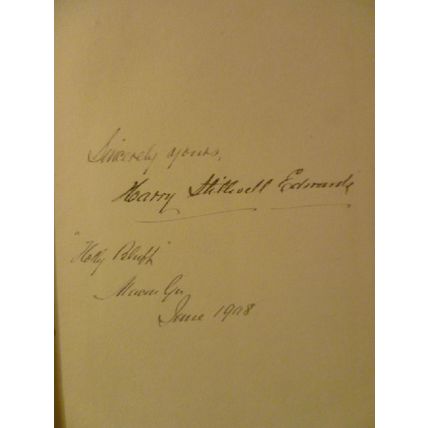 Sincerely yours,
Harry Stillwell Edwards
"Holly Bluff"
Macon Ga
June 1908